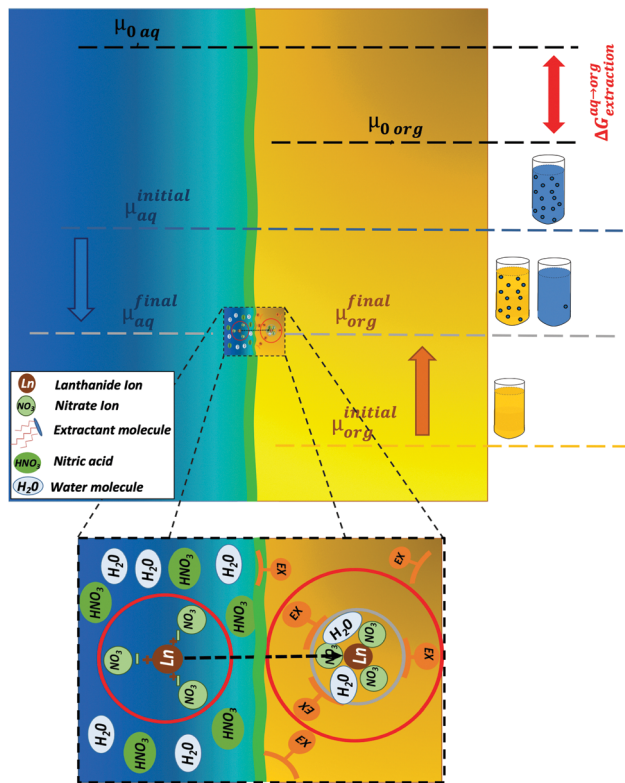 μ0 aq
μ0 org
ΔG aq→org extraction
μ initial aq
μ final aq
μ final org
μ initial org
Ln Lanthanide Ion
NO3 Nitrate Ion
Extractant molecule
HNO3 Nitric acid
H20 Water molecule
H2O
H2O
HNO3
H2O
EX
EX
HNO3
HNO3
NO3
NO3
Ln
NO3
EX
H2O
NO3
NO3
Ln
NO3
H2O
EX
EX
H2O
HNO3
H2O
HNO3
H2O
EX